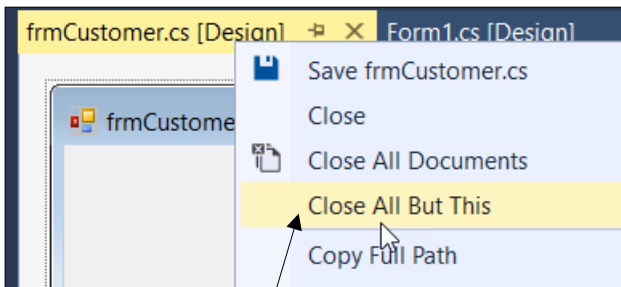 frmCustomer.cs [Design] Form1.cs [Design]
Save frmCustomer.cs
frmCustome
Close
Close All Documents
Close All But This
Copy Full Path